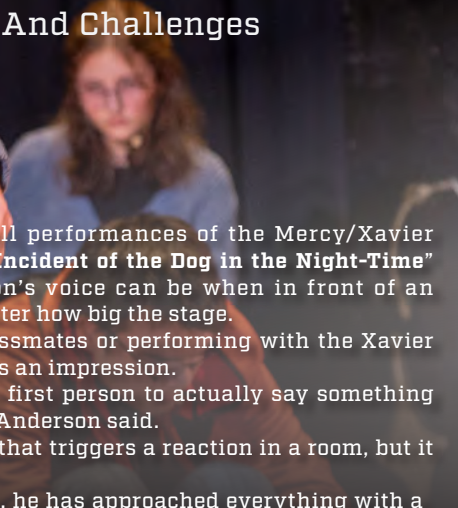 And Challenges
ll performances of the Mercy/Xavier
Incident of the Dog in the Night-Time”
n’s voice can be when in front of an
ter how big the stage.
ssmates or performing with the Xavier
s an impression.
first person to actually say something
Anderson said.
that triggers a reaction in a room, but it
, he has approached everything with a